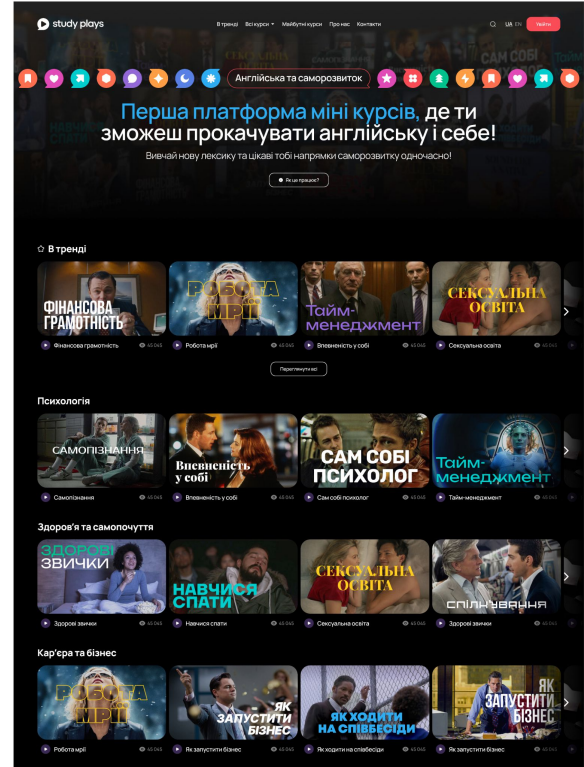 study plays
В тренді Всі курси Майбутні курси Про нас Контакти
UA EN
Увійти
Англійська та саморозвиток
Перша платформа міні курсів, де ти
зможеш прокачувати англійську і себе!
Вивчай нову лексику та цікаві тобі напрямки саморозвитку одночасно!
Як це працює?
В тренді
ФІНАНСОВА
ГРАМОТНІСТЬ
РОБОТА
МРІЇ
Тайм-
менеджмент
СЕКСУАЛЬНА
ОСВІТА
Фінансова грамотність 45 045
Робота мрії 45 045
Впевненість у собі 45 045
Сексуальна освіта 45 045
Переглянути всі
Психологія
САМОПІЗНАННЯ
Впевненість
у собі
САМ СОБІ
ПСИХОЛОГ
Тайм-
менеджмент
Самопізнання 45 045
Впевненість у собі 45 045
Сам собі психолог 45 045
Тайм-менеджмент 45 045
Здоров'я та самопочуття
ЗДОРОВІ
ЗВИЧКИ
НАВЧИСЯ
СПАТИ
СЕКСУАЛЬНА
ОСВІТА
СПІЛКУВАННЯ
Здорові звички 45 045
Навчися спати 45 045
Сексуальна освіта 45 045
Здорові звички 45 045
Кар'єра та бізнес
РОБОТА
МРІЇ
ЯК
ЗАПУСТИТИ
БІЗНЕС
ЯК ХОДИТИ
НА СПІВБЕСІДИ
ЯК
ЗАПУСТИТИ
БІЗНЕС
Робота мрії 45 045
Як запустити бізнес 45 045
Як ходити на співбесіди 45 045
Як запустити бізнес 45 045